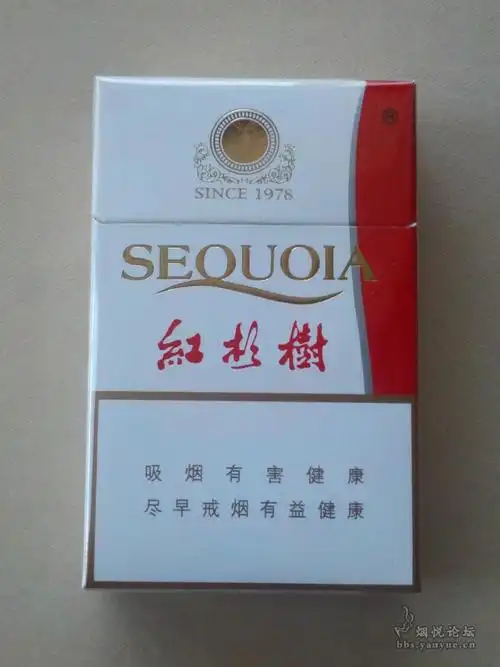 SINCE 1978
SEQUOIA
紅杉樹
吸烟有害健康
尽早戒烟有益健康
烟悦论坛
bbs.yanyue.cn